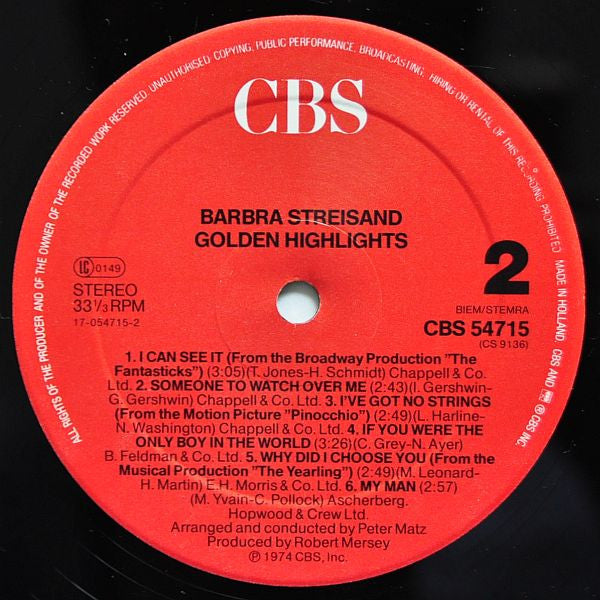 ALL RIGHTS OF THE PRODUCER AND OF THE OWNER OF THE RECORDED WORK RESERVED. UNAUTHORISED COPYING, PUBLIC PERFORMANCE, BROADCASTING, HIRING OR RENTAL OF THIS RECORDING PROHIBITED. MADE IN HOLLAND. CBS AND ® CBS INC.
CBS
BARBRA STREISAND
GOLDEN HIGHLIGHTS
LC 0149
STEREO
33⅓ RPM
17-054715-2
2
BIEM/STEMRA
CBS 54715
(CS 9136)
1. I CAN SEE IT (From the Broadway Production "The
Fantasticks") (3:05)(T. Jones-H. Schmidt) Chappell & Co.
Ltd. 2. SOMEONE TO WATCH OVER ME (2:43)(I. Gershwin-
G. Gershwin) Chappell & Co. Ltd. 3. I'VE GOT NO STRINGS
(From the Motion Picture "Pinocchio") (2:49)(L. Harline-
N. Washington) Chappell & Co. Ltd. 4. IF YOU WERE THE
ONLY BOY IN THE WORLD (3:26)(C. Grey-N. Ayer)
B. Feldman & Co. Ltd. 5. WHY DID I CHOOSE YOU (From the
Musical Production "The Yearling") (2:49)(M. Leonard-
H. Martin) E.H. Morris & Co. Ltd. 6. MY MAN (2:57)
(M. Yvain-C. Pollock) Ascherberg.
Hopwood & Crew Ltd.
Arranged and conducted by Peter Matz
Produced by Robert Mersey
℗ 1974 CBS, Inc.